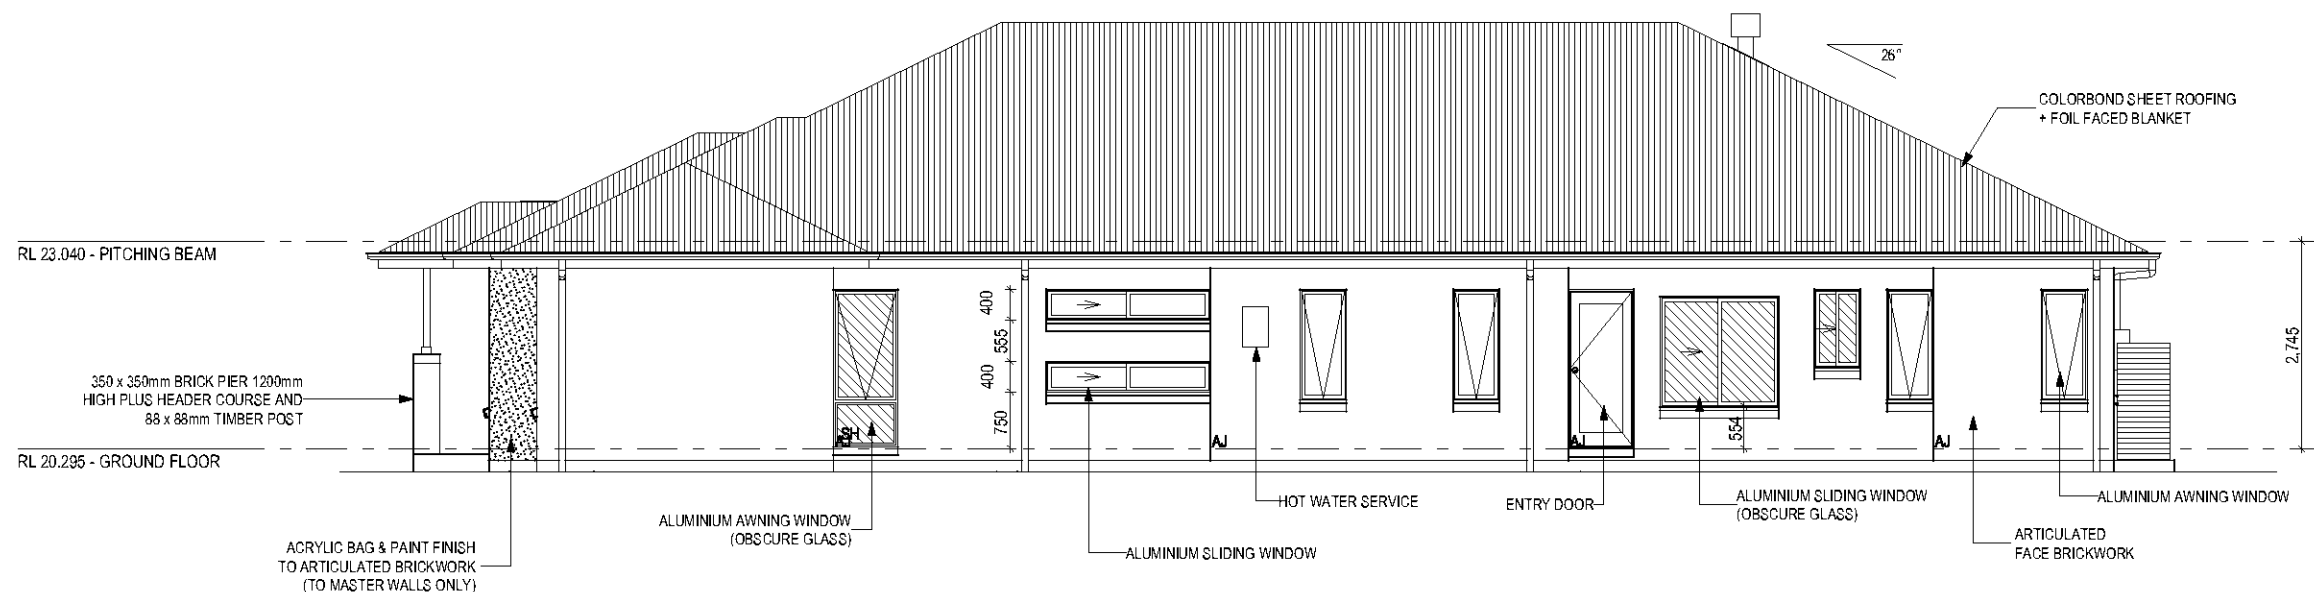 26°
COLORBOND SHEET ROOFING
+ FOIL FACED BLANKET
RL 23.040 - PITCHING BEAM
400
555
400
750
2,745
350 x 350mm BRICK PIER 1200mm
HIGH PLUS HEADER COURSE AND
88 x 88mm TIMBER POST
554
SH
AJ
AJ
AJ
AJ
RL 20.295 - GROUND FLOOR
HOT WATER SERVICE
ENTRY DOOR
ALUMINIUM SLIDING WINDOW
(OBSCURE GLASS)
ALUMINIUM AWNING WINDOW
ALUMINIUM AWNING WINDOW
(OBSCURE GLASS)
ARTICULATED
FACE BRICKWORK
ACRYLIC BAG & PAINT FINISH
TO ARTICULATED BRICKWORK
(TO MASTER WALLS ONLY)
ALUMINIUM SLIDING WINDOW